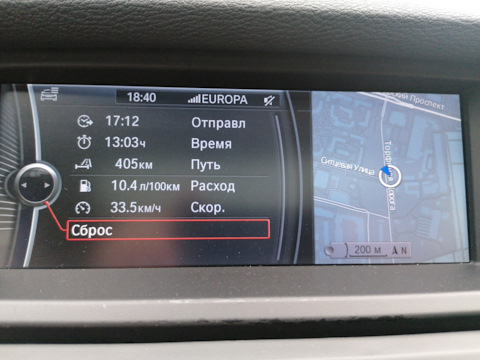 18:40 EUROPA
17:12 Отправл
13:03ч Время
405км Путь
10.4 л/100км Расход
33.5км/ч Скор.
Сброс
Проспект
Ситцевая Улица
200 м N